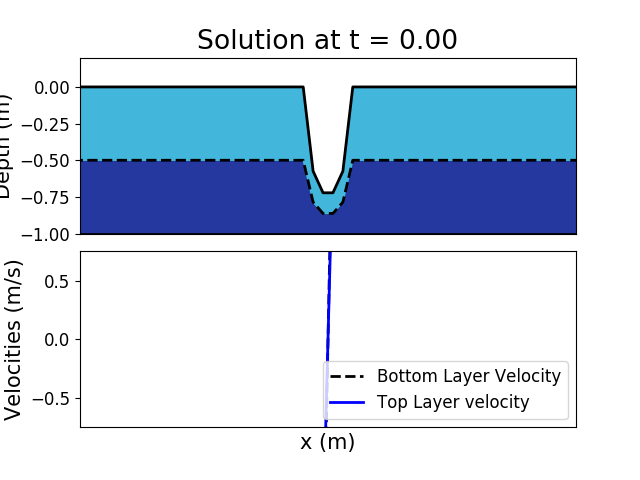 Solution at t = 0.00
Depth (m)
0.00
−0.25
−0.50
−0.75
−1.00
Velocities (m/s)
0.5
0.0
−0.5
Bottom Layer Velocity
Top Layer velocity
x (m)